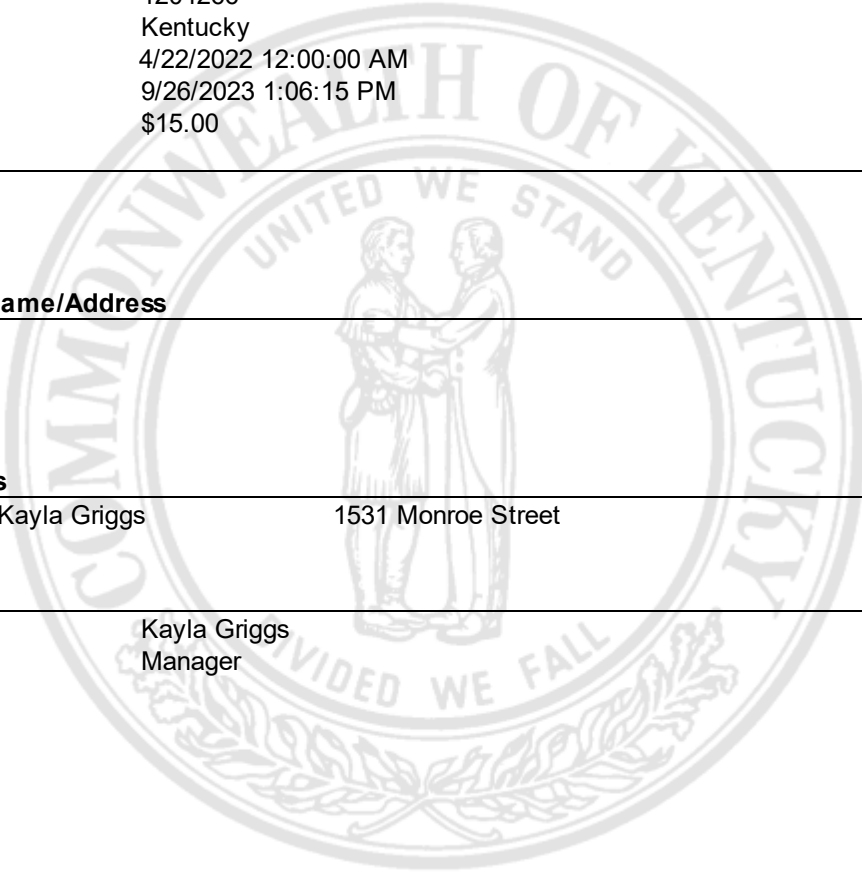 Kentucky
4/22/2022 12:00:00 AM
9/26/2023 1:06:15 PM
$15.00
COMMONWEALTH OF KENTUCKY
UNITED WE STAND
ame/Address
s
Kayla Griggs 1531 Monroe Street
Kayla Griggs
Manager
DIVIDED WE FALL